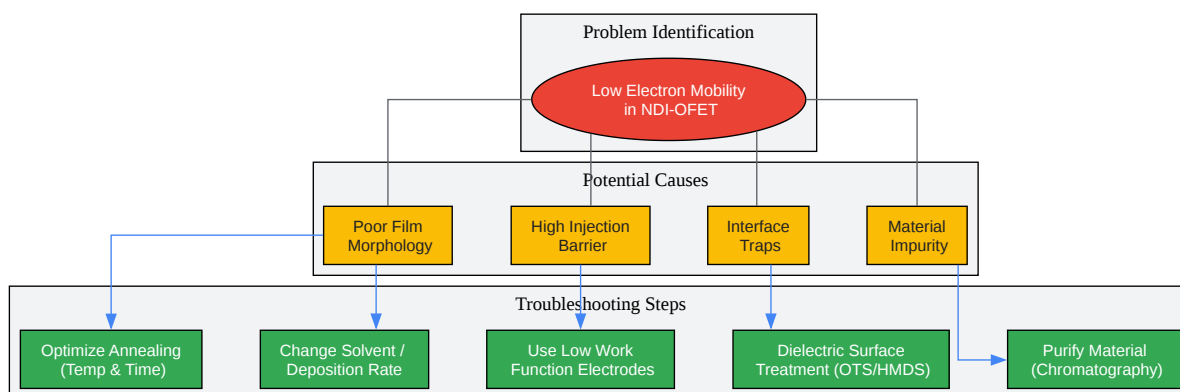 Problem Identification
Low Electron Mobility
in NDI-OFET
Potential Causes
Poor Film
Morphology
High Injection
Barrier
Interface
Traps
Material
Impurity
Troubleshooting Steps
Optimize Annealing
(Temp & Time)
Change Solvent /
Deposition Rate
Use Low Work
Function Electrodes
Dielectric Surface
Treatment (OTS/HMDS)
Purify Material
(Chromatography)